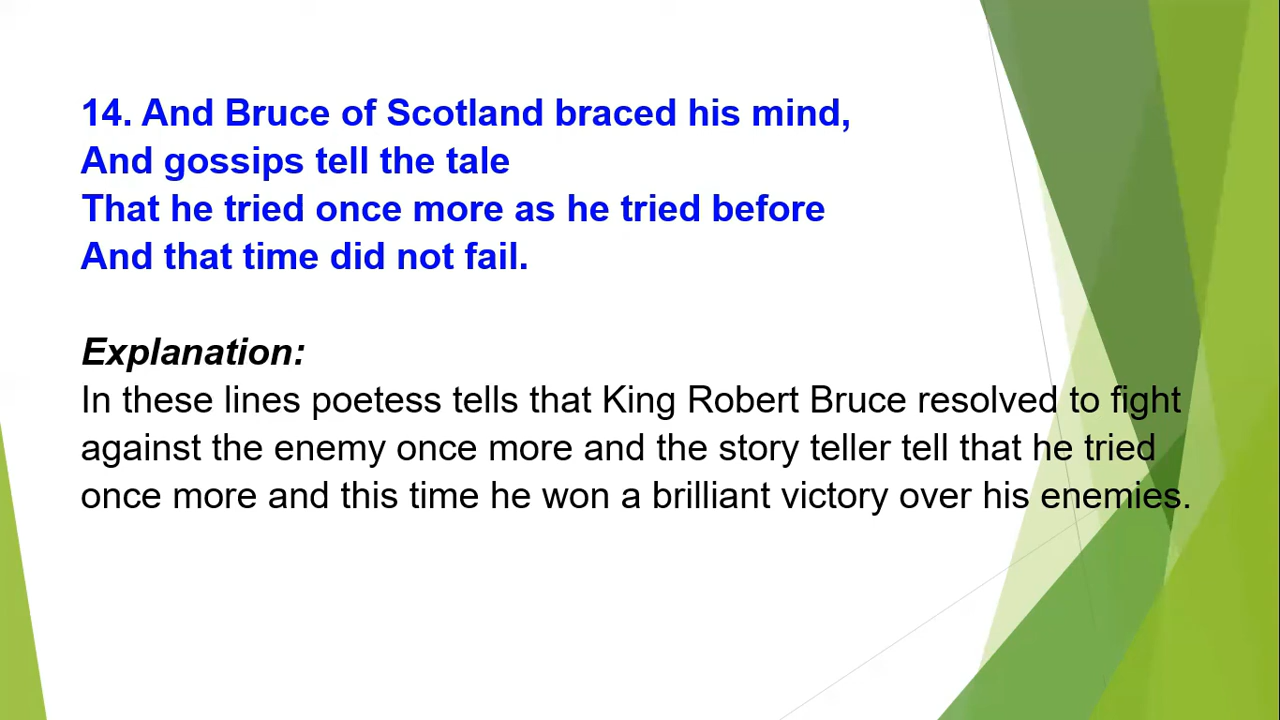 14. And Bruce of Scotland braced his mind,
And gossips tell the tale
That he tried once more as he tried before
And that time did not fail.
Explanation:
In these lines poetess tells that King Robert Bruce resolved to fight
against the enemy once more and the story teller tell that he tried
once more and this time he won a brilliant victory over his enemies.